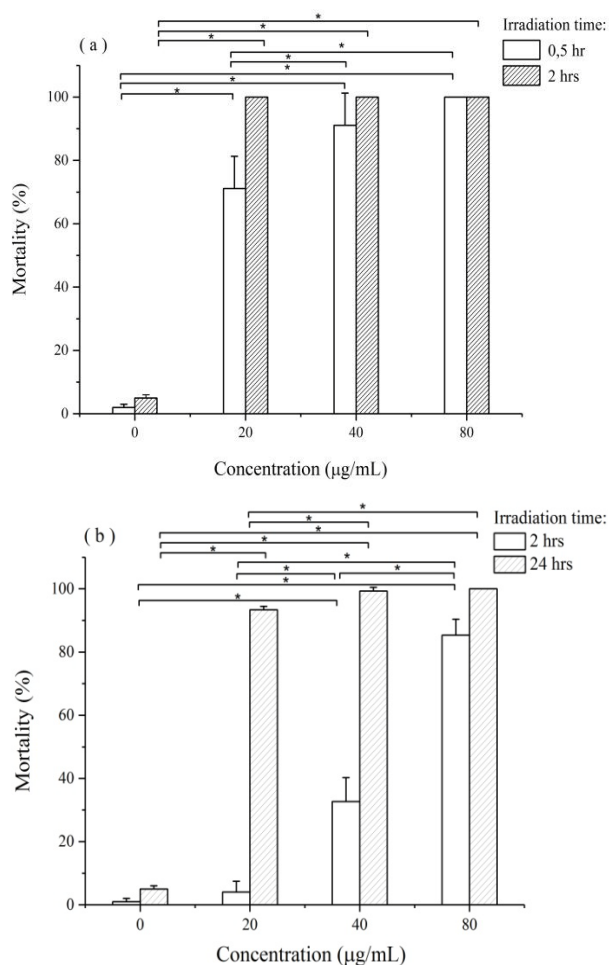 ( a )
Irradiation time:
0,5 hr
2 hrs
*
*
*
*
*
*
*
*
*
100
80
60
40
20
0
Mortality (%)
0 20 40 80
Concentration (μg/mL)
( b )
Irradiation time:
2 hrs
24 hrs
*
*
*
*
*
*
*
*
*
*
100
80
60
40
20
0
Mortality (%)
0 20 40 80
Concentration (μg/mL)